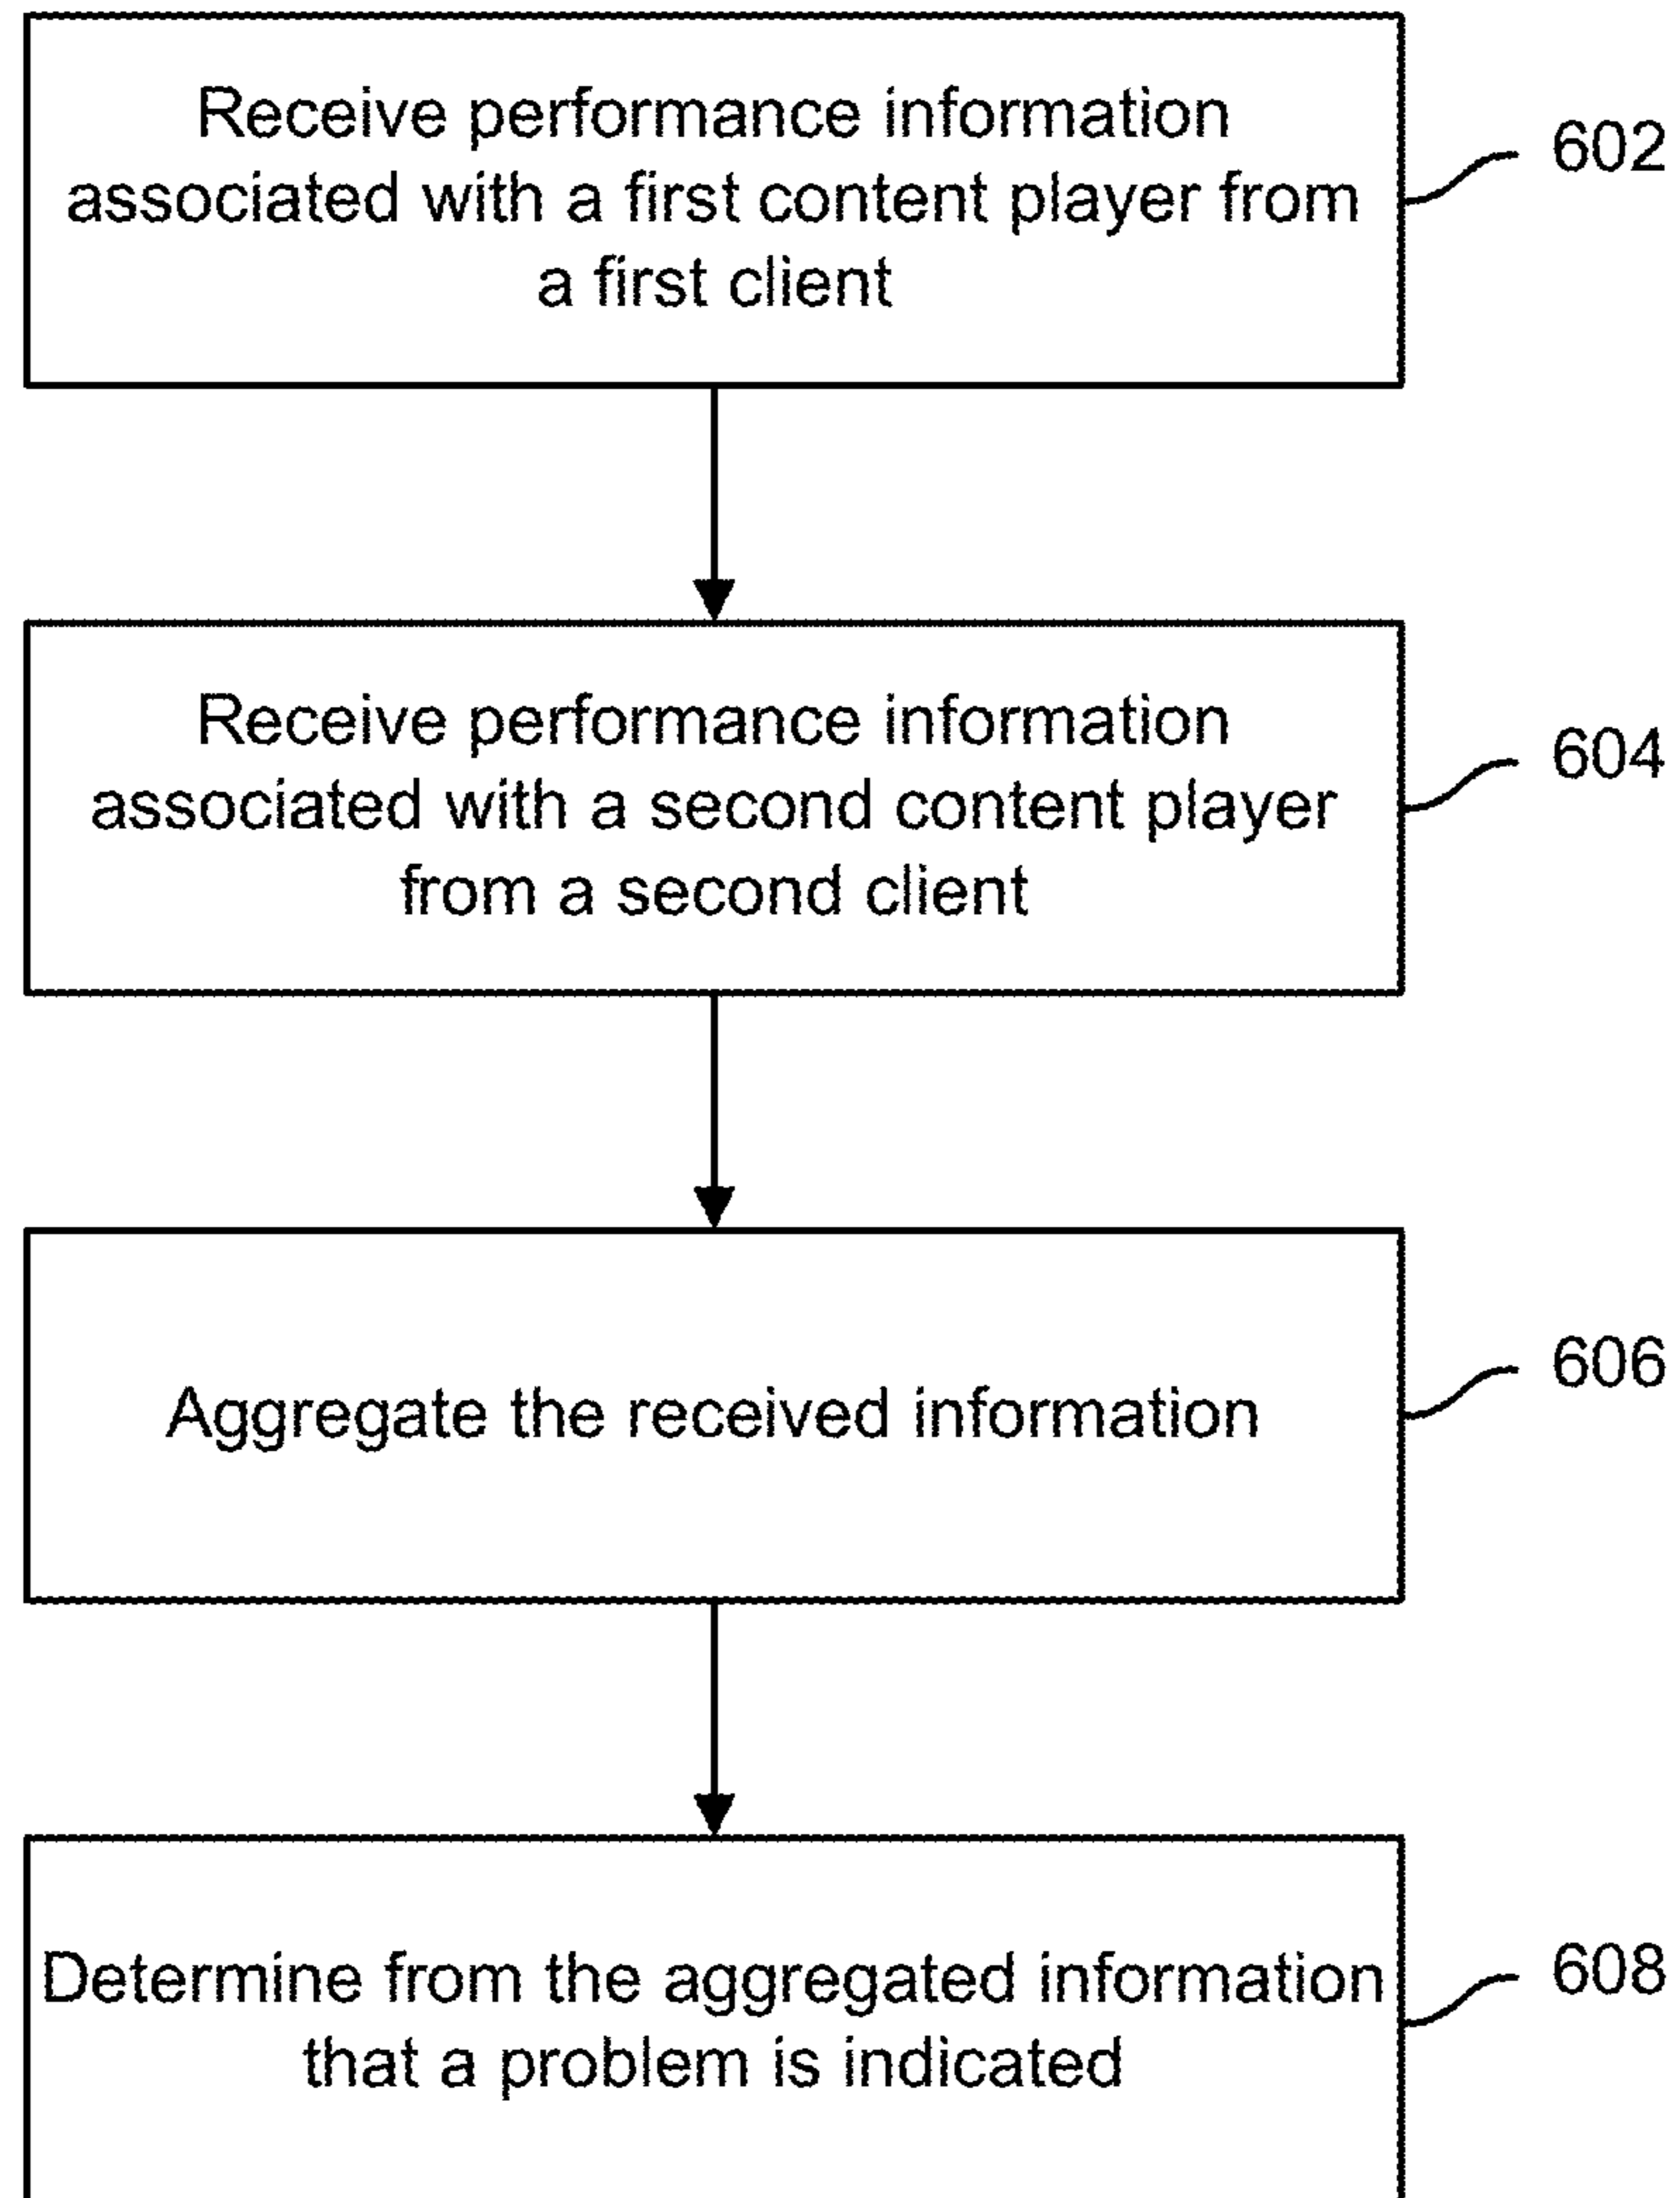 Receive performance information
associated with a first content player from
a first client
602
Receive performance information
associated with a second content player
from a second client
604
Aggregate the received information
606
Determine from the aggregated information
that a problem is indicated
608